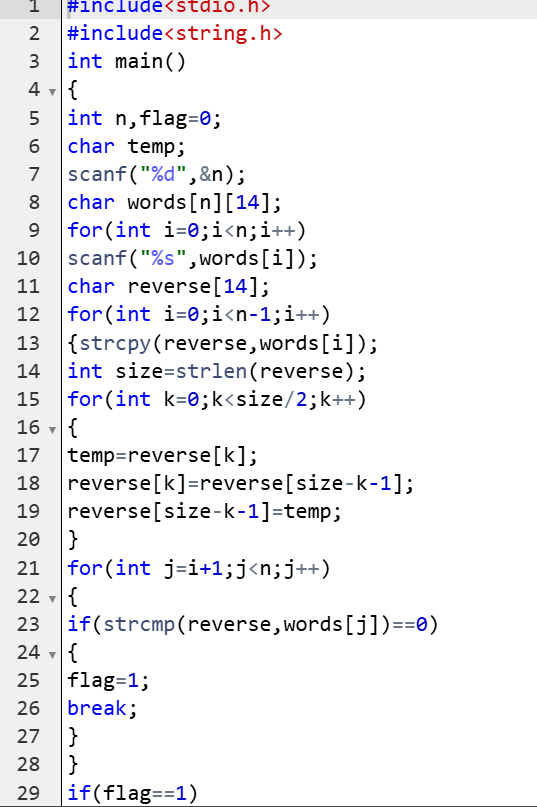 1 #include<stdio.h>
2 #include<string.h>
3 int main()
4 {
5 int n,flag=0;
6 char temp;
7 scanf("%d",&n);
8 char words[n][14];
9 for(int i=0;i<n;i++)
10 scanf("%s",words[i]);
11 char reverse[14];
12 for(int i=0;i<n-1;i++)
13 {strcpy(reverse,words[i]);
14 int size=strlen(reverse);
15 for(int k=0;k<size/2;k++)
16 {
17 temp=reverse[k];
18 reverse[k]=reverse[size-k-1];
19 reverse[size-k-1]=temp;
20 }
21 for(int j=i+1;j<n;j++)
22 {
23 if(strcmp(reverse,words[j])==0)
24 {
25 flag=1;
26 break;
27 }
28 }
29 if(flag==1)